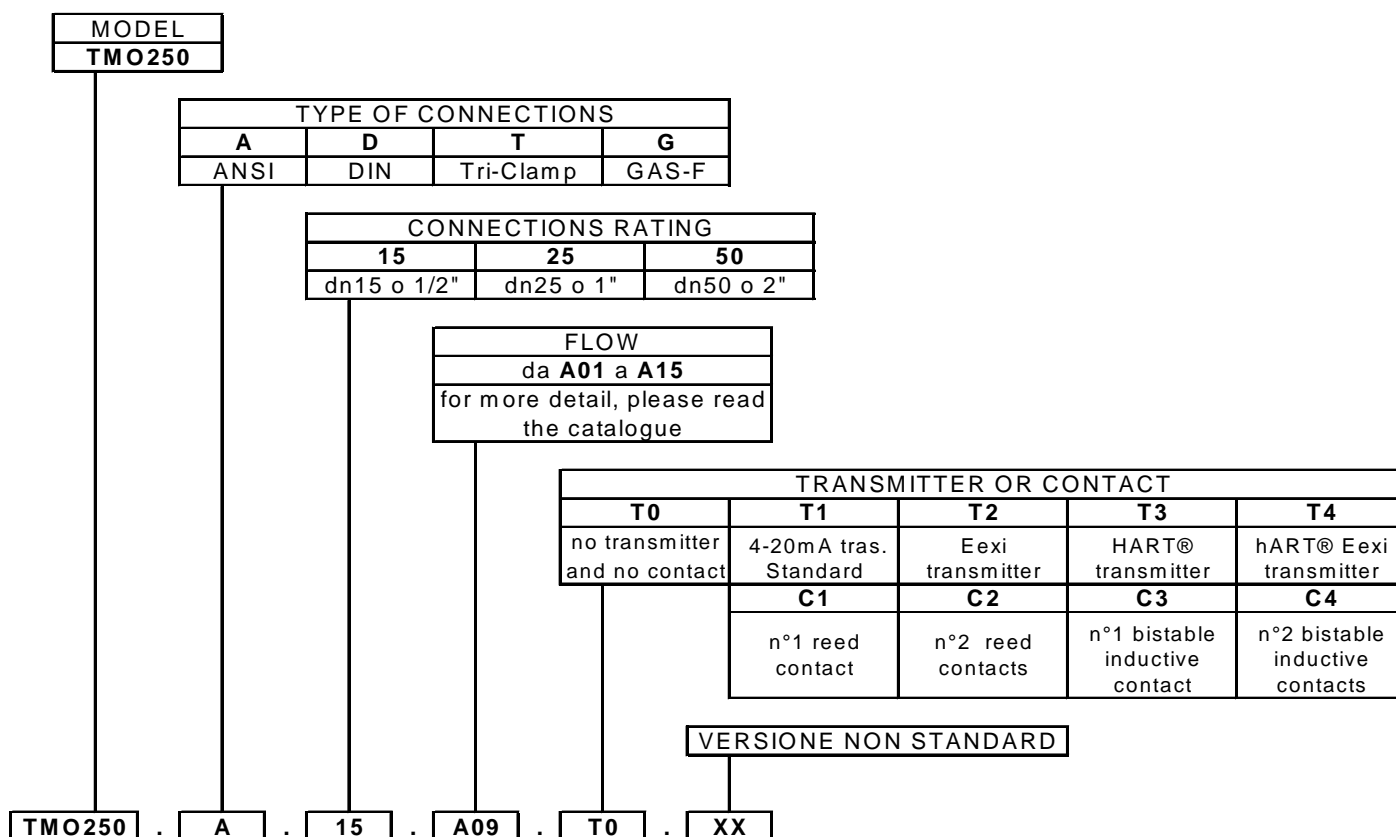 MODEL
TMO250
TYPE OF CONNECTIONS
A D T G
ANSI DIN Tri-Clamp GAS-F
CONNECTIONS RATING
15 25 50
dn15 o 1/2" dn25 o 1" dn50 o 2"
FLOW
da A01 a A15
for more detail, please read
the catalogue
TRANSMITTER OR CONTACT
T0 T1 T2 T3 T4
no transmitter 4-20mA tras. Eexi HART® hART® Eexi
and no contact Standard transmitter transmitter transmitter
C1 C2 C3 C4
n°1 reed n°2 reed n°1 bistable n°2 bistable
contact contacts inductive inductive
contact contacts
VERSIONE NON STANDARD
TMO250 . A . 15 . A09 . T0 . XX